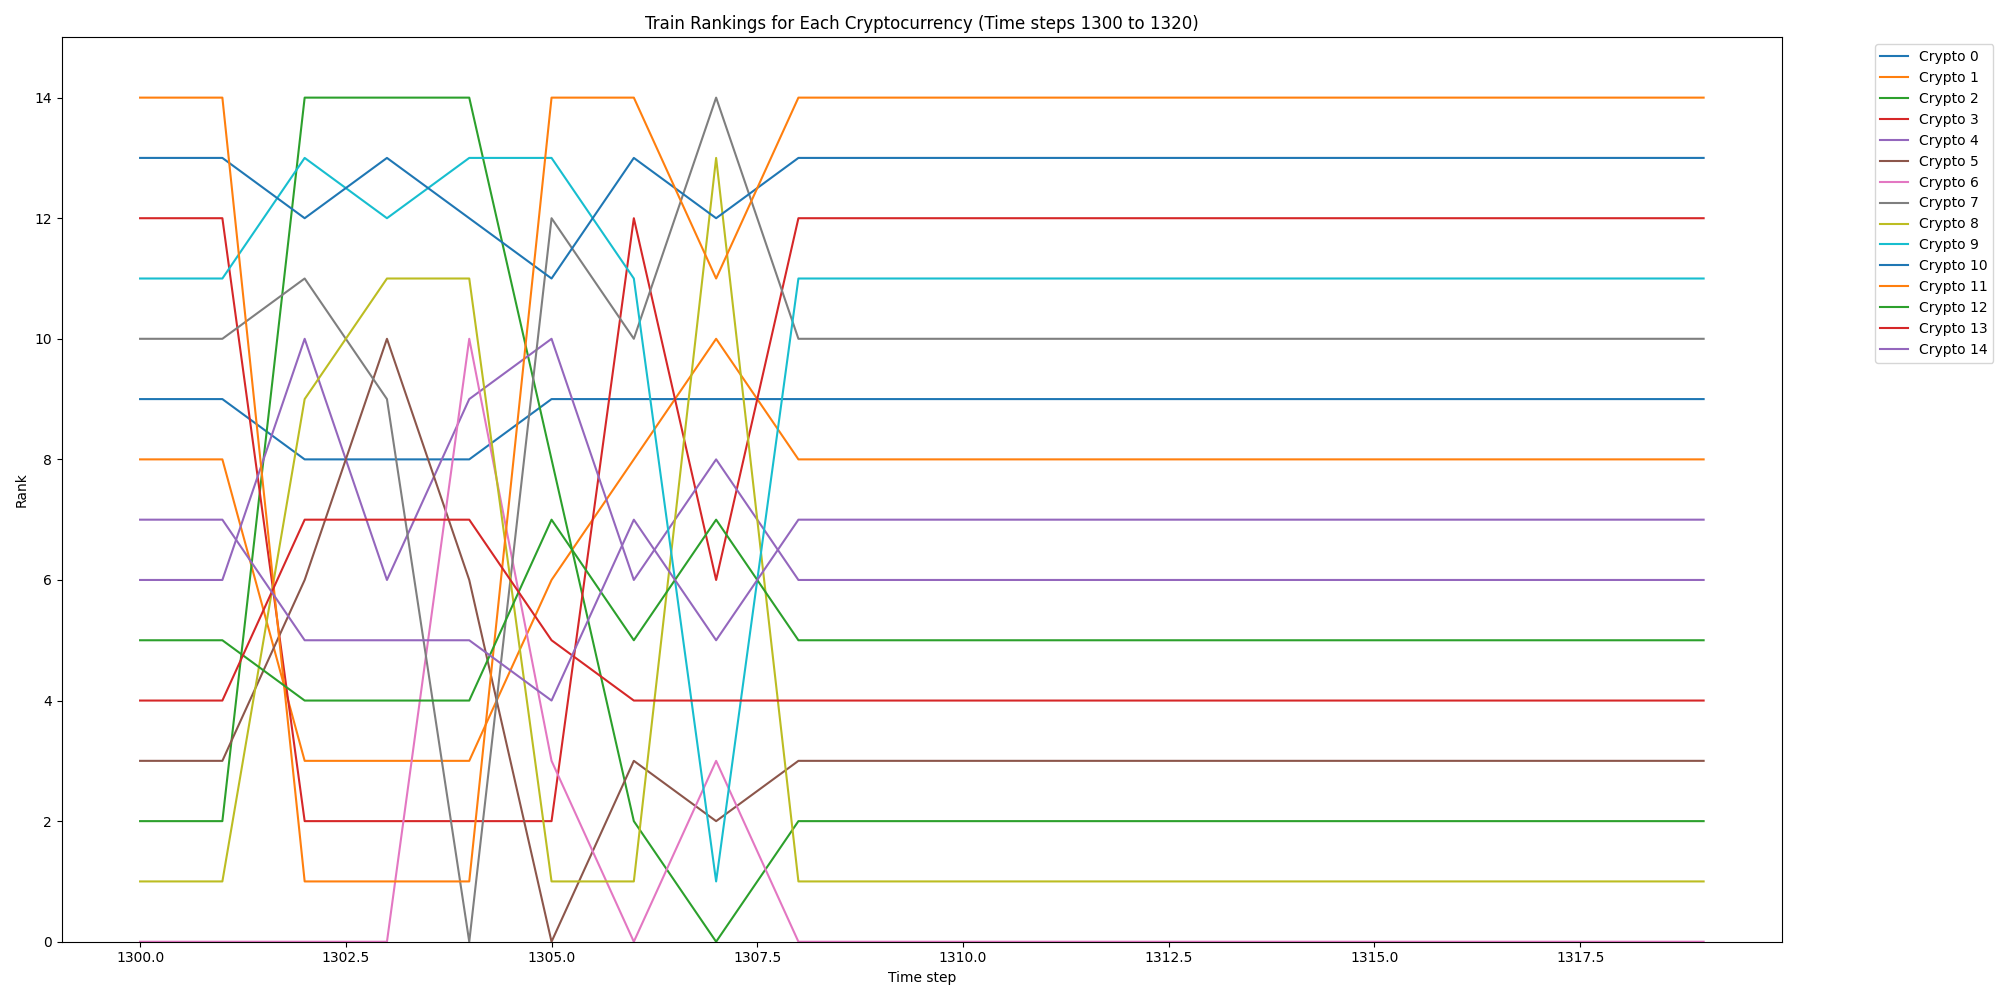 Train Rankings for Each Cryptocurrency (Time steps 1300 to 1320)
Crypto 0
Crypto 1
Crypto 2
Crypto 3
Crypto 4
Crypto 5
Crypto 6
Crypto 7
Crypto 8
Crypto 9
Crypto 10
Crypto 11
Crypto 12
Crypto 13
Crypto 14
Rank
14
12
10
8
6
4
2
0
1300.0 1302.5 1305.0 1307.5 1310.0 1312.5 1315.0 1317.5
Time step